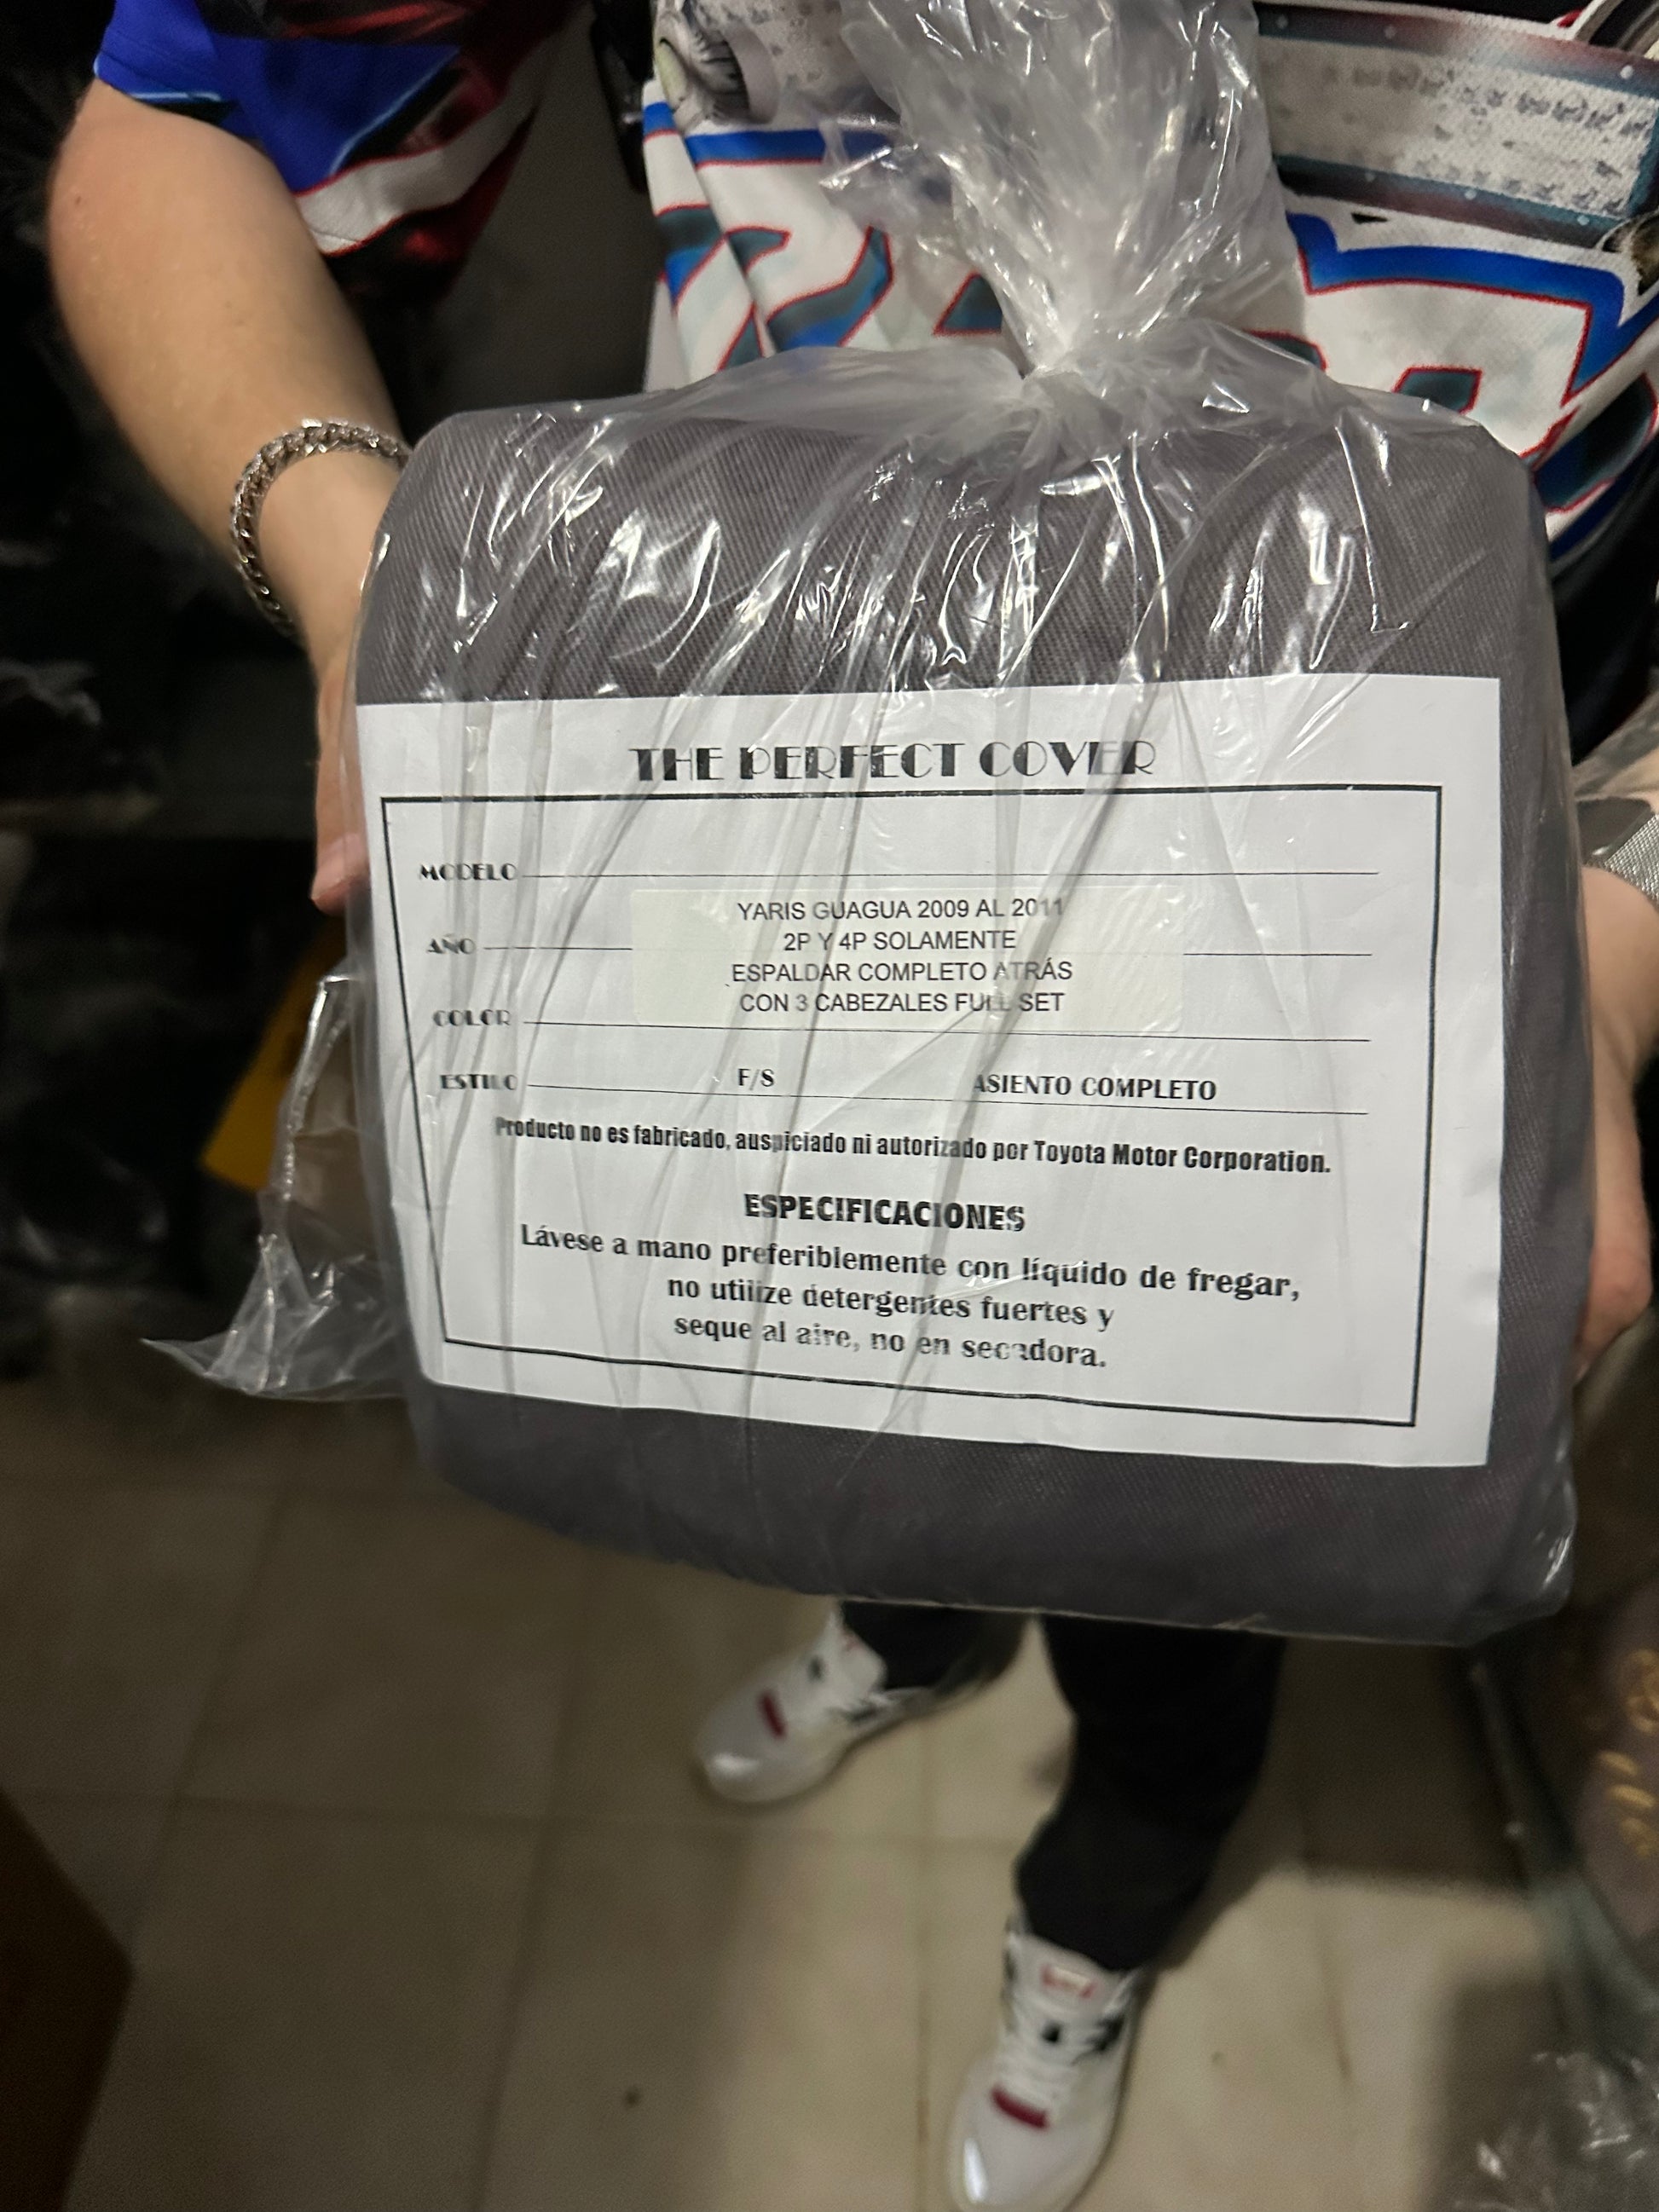 THE PERFECT COVER
MODELO
YARIS GUAGUA 2009 AL 2011
AÑO
2P Y 4P SOLAMENTE
ESPALDAR COMPLETO ATRÁS
CON 3 CABEZALES FULL SET
COLOR
ESTILO F/S ASIENTO COMPLETO
Producto no es fabricado, auspiciado ni autorizado por Toyota Motor Corporation.
ESPECIFICACIONES
Lávese a mano preferiblemente con líquido de fregar,
no utilize detergentes fuertes y
seque al aire, no en secadora.